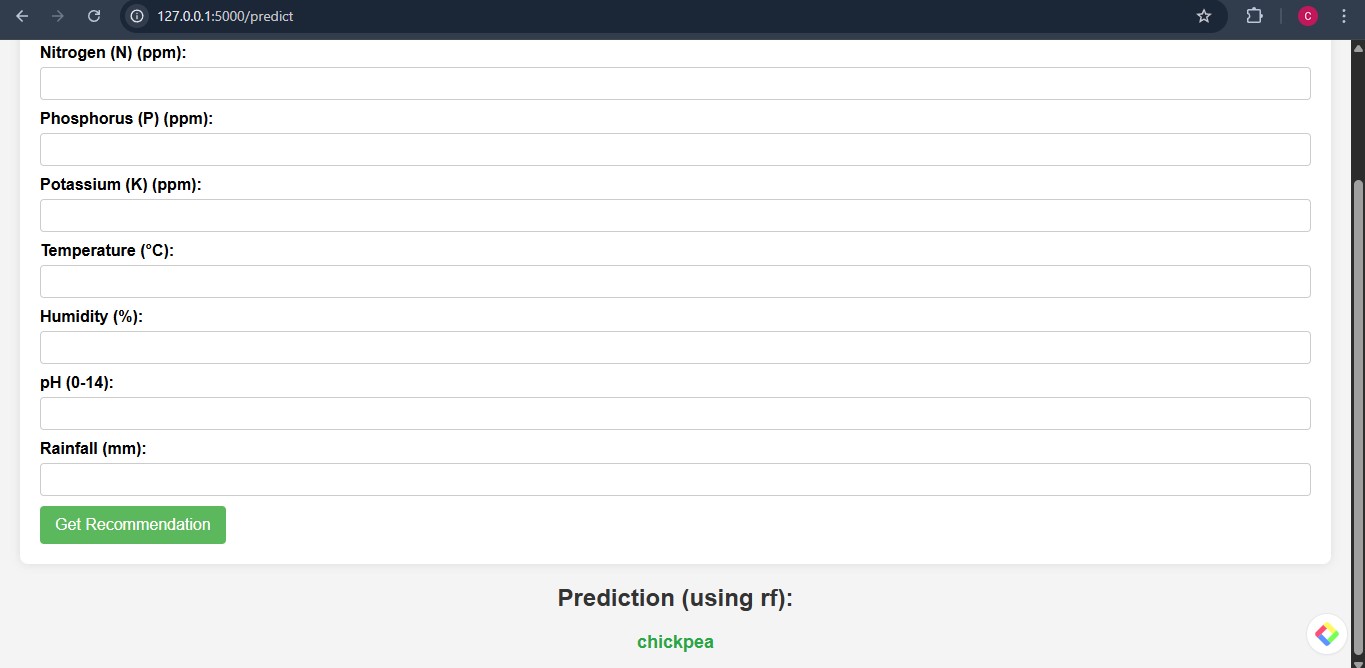 127.0.0.1:5000/predict
C
Nitrogen (N) (ppm):
Phosphorus (P) (ppm):
Potassium (K) (ppm):
Temperature (°C):
Humidity (%):
pH (0-14):
Rainfall (mm):
Get Recommendation
Prediction (using rf):
chickpea